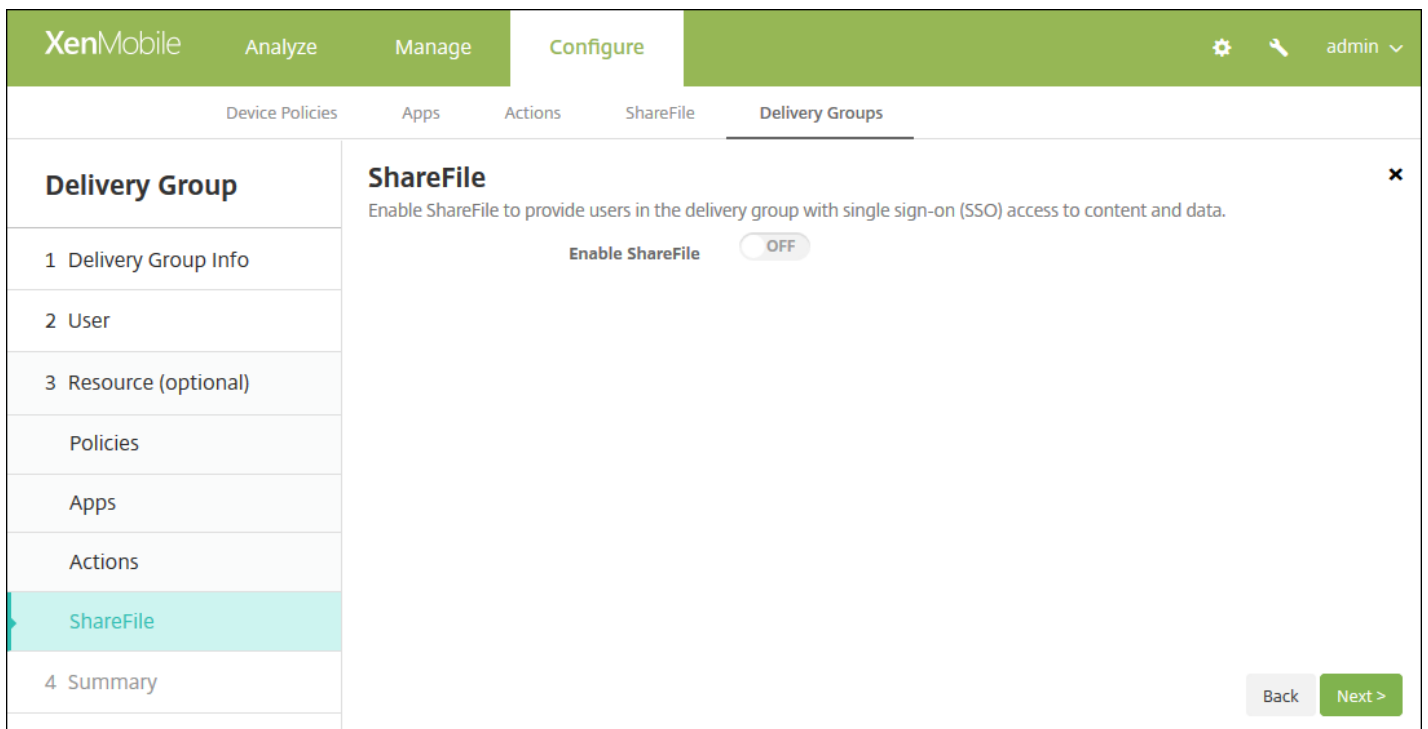 XenMobile Analyze Manage Configure admin
Device Policies Apps Actions ShareFile Delivery Groups
Delivery Group
1 Delivery Group Info
2 User
3 Resource (optional)
Policies
Apps
Actions
ShareFile
4 Summary
ShareFile
Enable ShareFile to provide users in the delivery group with single sign-on (SSO) access to content and data.
Enable ShareFile OFF
Back Next >